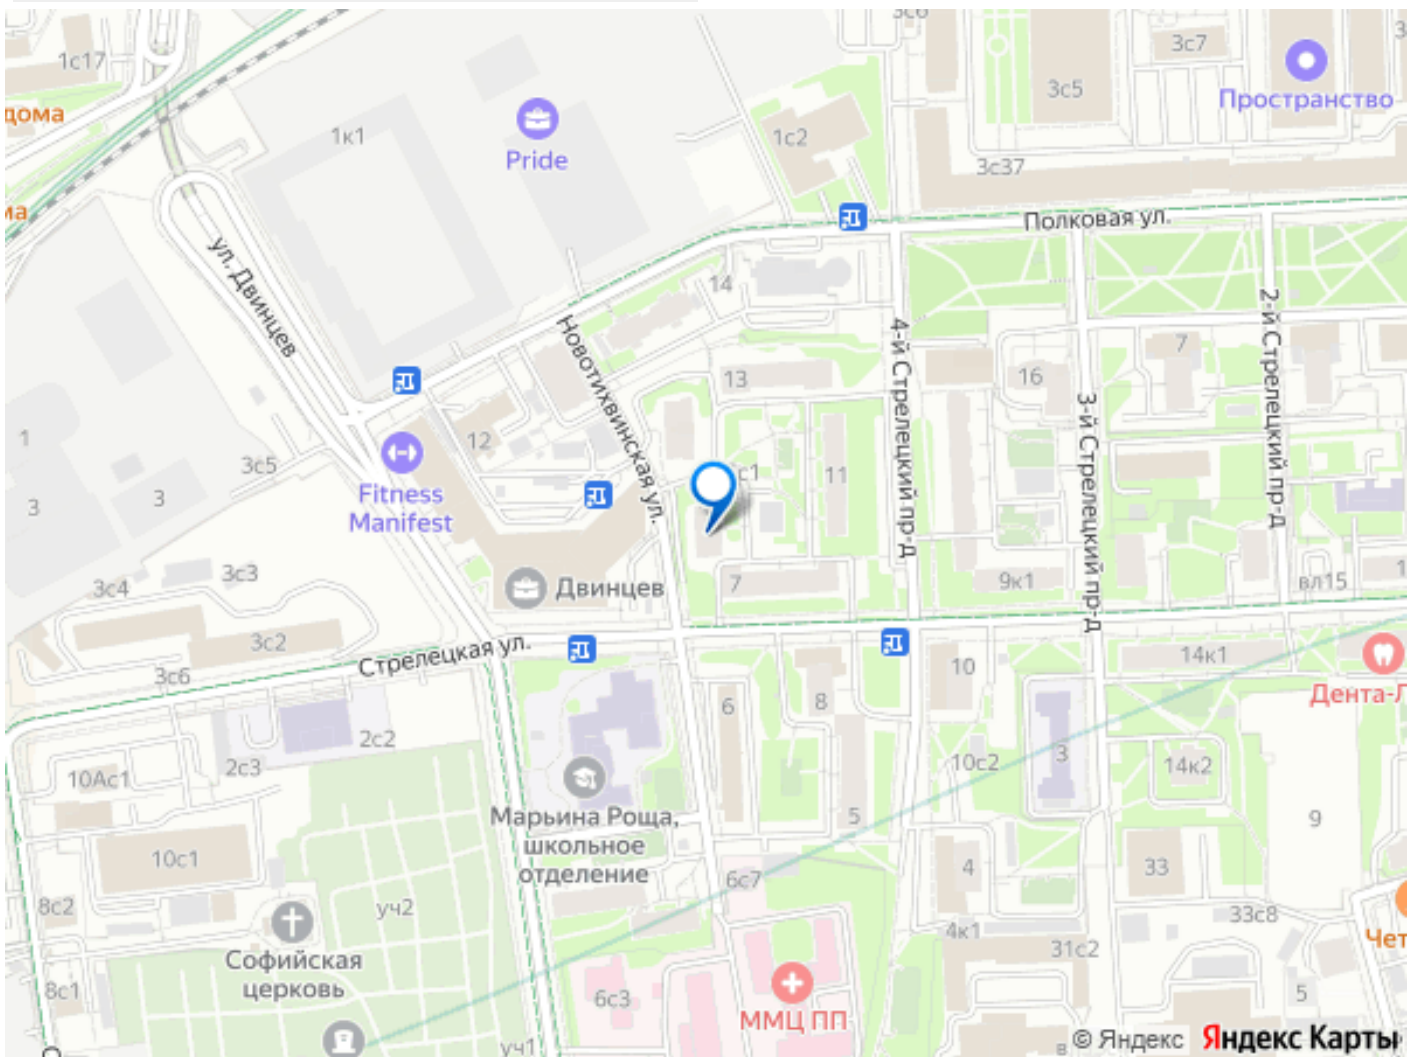 3с6
1с17
3с7
дома
3с5
Пространство
1к1
1с2
Pride
3с37
ма
Полковая ул.
ул. Двинцев
14
2-й Стрелецкий пр-д
Новотихвинская ул.
4-й Стрелецкий пр-д
7
13
16
3-й Стрелецкий пр-д
1
12
3с5
с1
11
3
3
Fitness
Manifest
3с4
3с3
Двинцев
7
9к1
вл15
1
3с2
Стрелецкая ул.
3с6
10
14к1
8
6
Дента-Л
2с2
2с3
10Ас1
10с2
3
14к2
Марьина Роща,
школьное
отделение
5
9
10с1
6с7
4
33
8с2
уч2
33с8
4к1
Чет
Софийская
церковь
31с2
8с1
6с3
5
ММЦ ПП
уч1
© Яндекс Яндекс Карты